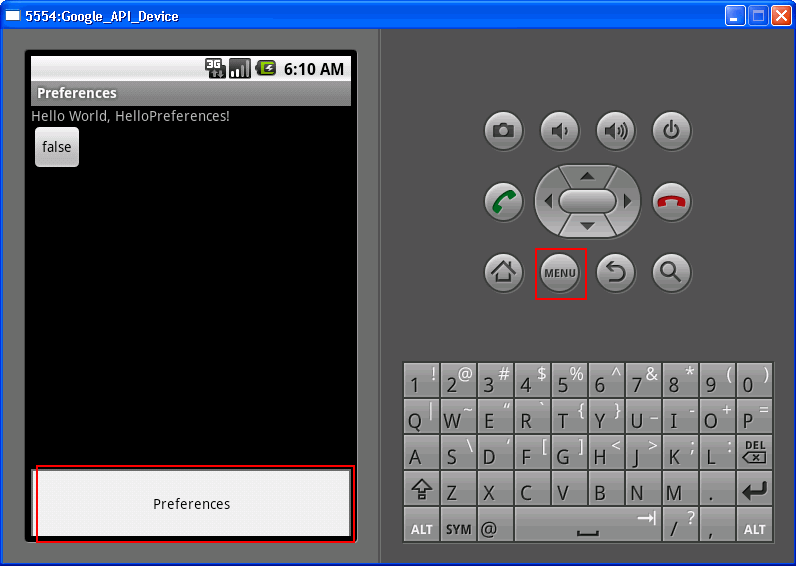 5554:Google_API_Device
3G 6:10 AM
Preferences
Hello World, HelloPreferences!
false
Preferences
MENU
1 ! 2 @ 3 # 4 $ 5 % 6 ^ 7 & 8 * 9 ( 0 )
Q | W ~ E “ R ` T { Y } U _ I - O + P =
A S \ D ‘ F [ G ] H < J > K ; L : DEL
Z X C V B N M .
ALT SYM @ / ? , ALT